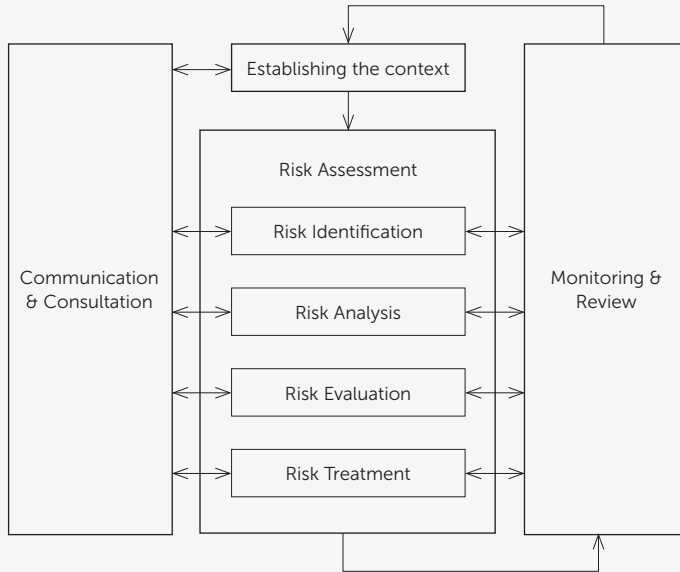 Establishing the context
Risk Assessment
Risk Identification
Communication
& Consultation
Monitoring &
Review
Risk Analysis
Risk Evaluation
Risk Treatment